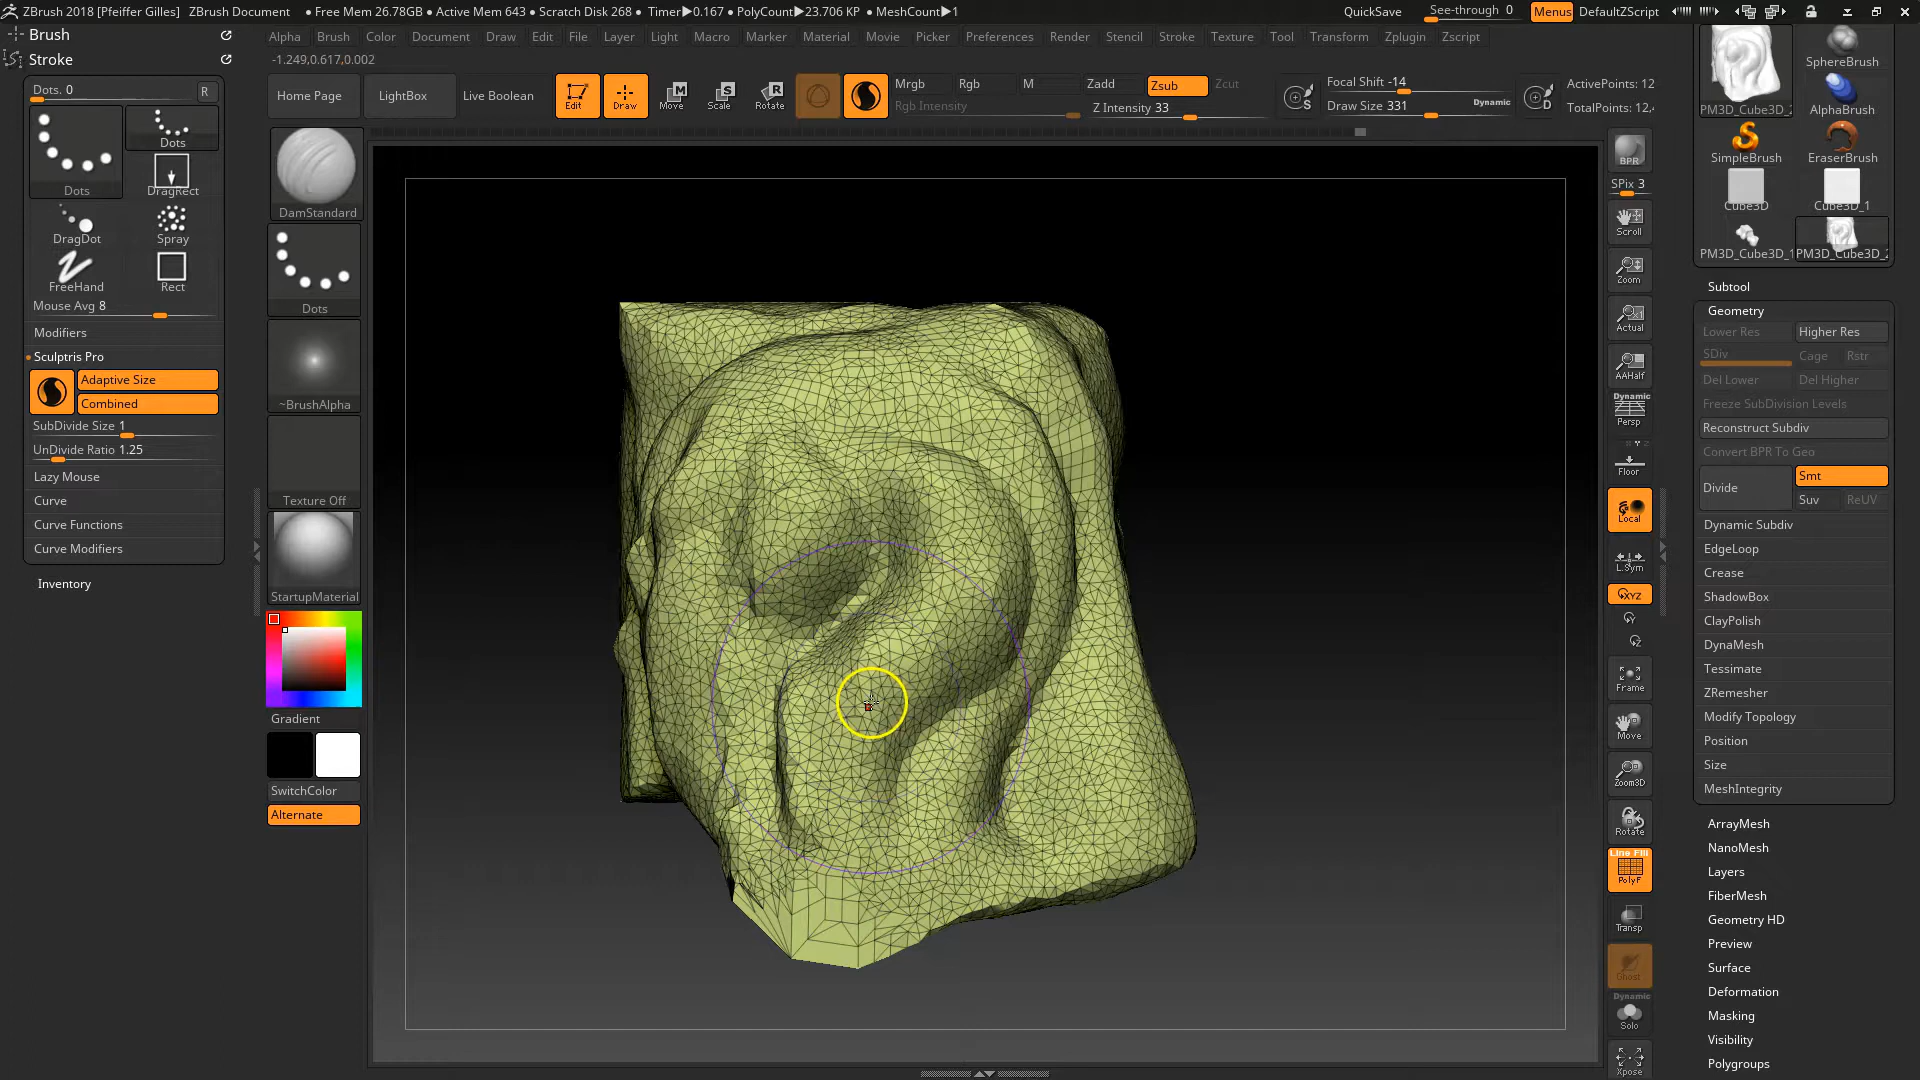 ZBrush 2018 [Pfeiffer Gilles] ZBrush Document ● Free Mem 26.78GB ● Active Mem 643 ● Scratch Disk 268 ● Timer▶0.167 ● PolyCount▶23.706 KP ● MeshCount▶1
QuickSave See-through 0 Menus DefaultZScript
Brush
Stroke
Alpha Brush Color Document Draw Edit File Layer Light Macro Marker Material Movie Picker Preferences Render Stencil Stroke Texture Tool Transform Zplugin Zscript
-1.249,0.617,0.002
Home Page LightBox Live Boolean
Edit Draw Move Scale Rotate
Mrgb Rgb M Zadd Zsub Zcut
Rgb Intensity Z Intensity 33
Focal Shift -14
Draw Size 331 Dynamic
ActivePoints: 12
TotalPoints: 12,
Dots. 0 R
Dots
Dots
DragRect
DragDot
Spray
FreeHand
Rect
Mouse Avg 8
Modifiers
Sculptris Pro
Adaptive Size
Combined
SubDivide Size 1
UnDivide Ratio 1.25
Lazy Mouse
Curve
Curve Functions
Curve Modifiers
Inventory
DamStandard
Dots
~BrushAlpha
Texture Off
StartupMaterial
Gradient
SwitchColor
Alternate
BPR
SPix 3
Scroll
Zoom
Actual
AAHalf
Dynamic
Persp
Floor
Local
L.Sym
XYZ
Y
Z
Frame
Move
Zoom3D
Rotate
Line Fill
PolyF
Transp
Ghost
Dynamic
Solo
Xpose
SphereBrush
PM3D_Cube3D_2
AlphaBrush
SimpleBrush
EraserBrush
Cube3D
Cube3D_1
PM3D_Cube3D_1
PM3D_Cube3D_2
Subtool
Geometry
Lower Res Higher Res
SDiv Cage Rstr
Del Lower Del Higher
Freeze SubDivision Levels
Reconstruct Subdiv
Convert BPR To Geo
Divide
Smt
Suv ReUV
Dynamic Subdiv
EdgeLoop
Crease
ShadowBox
ClayPolish
DynaMesh
Tessimate
ZRemesher
Modify Topology
Position
Size
MeshIntegrity
ArrayMesh
NanoMesh
Layers
FiberMesh
Geometry HD
Preview
Surface
Deformation
Masking
Visibility
Polygroups